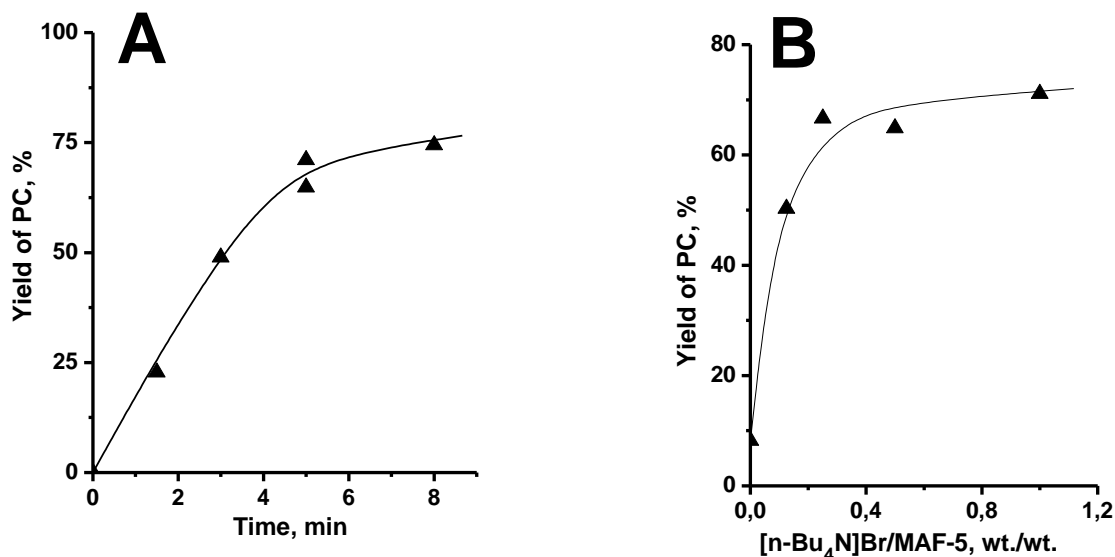 A
Yield of PC, %
100
75
50
25
0
0 2 4 6 8
Time, min
B
Yield of PC, %
80
60
40
20
0
0,0 0,4 0,8 1,2
[n-Bu4N]Br/MAF-5, wt./wt.